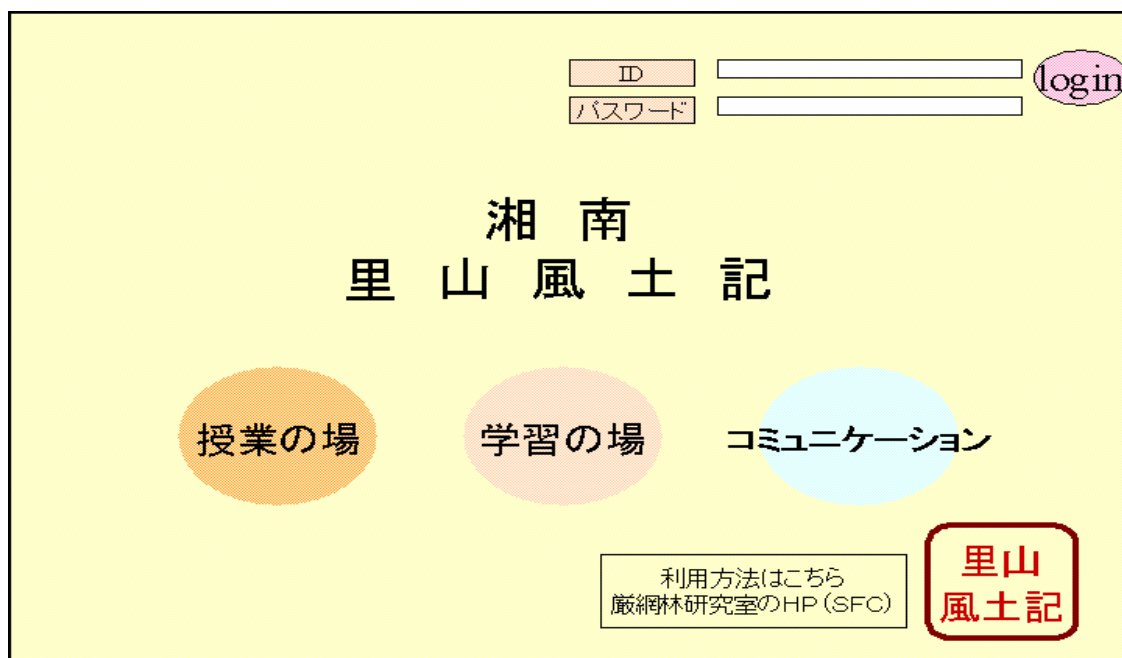 ID
login
パスワード
湘南
里山風土記
授業の場
学習の場
コミュニケーション
利用方法はこちら
厳網林研究室のHP(SFC)
里山
風土記